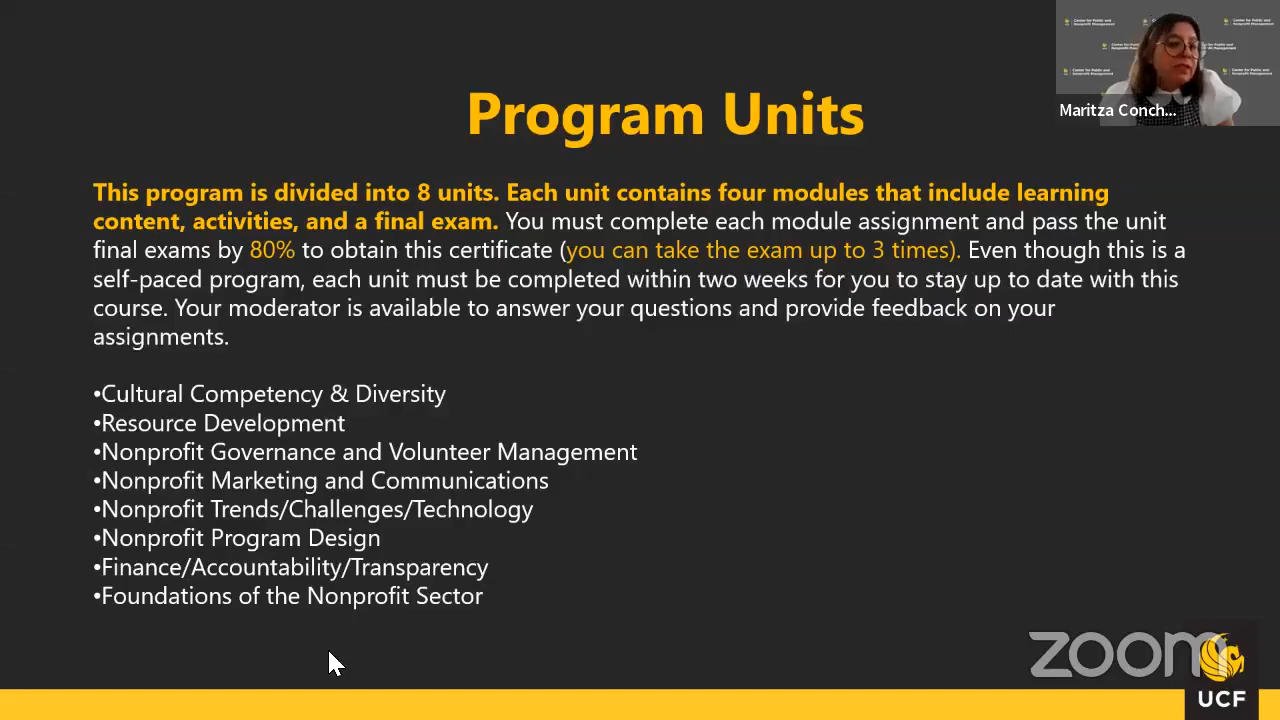 Center for Public and
Nonprofit Management
Maritza Conch...
Program Units
This program is divided into 8 units. Each unit contains four modules that include learning
content, activities, and a final exam. You must complete each module assignment and pass the unit
final exams by 80% to obtain this certificate (you can take the exam up to 3 times). Even though this is a
self-paced program, each unit must be completed within two weeks for you to stay up to date with this
course. Your moderator is available to answer your questions and provide feedback on your
assignments.
•Cultural Competency & Diversity
•Resource Development
•Nonprofit Governance and Volunteer Management
•Nonprofit Marketing and Communications
•Nonprofit Trends/Challenges/Technology
•Nonprofit Program Design
•Finance/Accountability/Transparency
•Foundations of the Nonprofit Sector
zoom
UCF